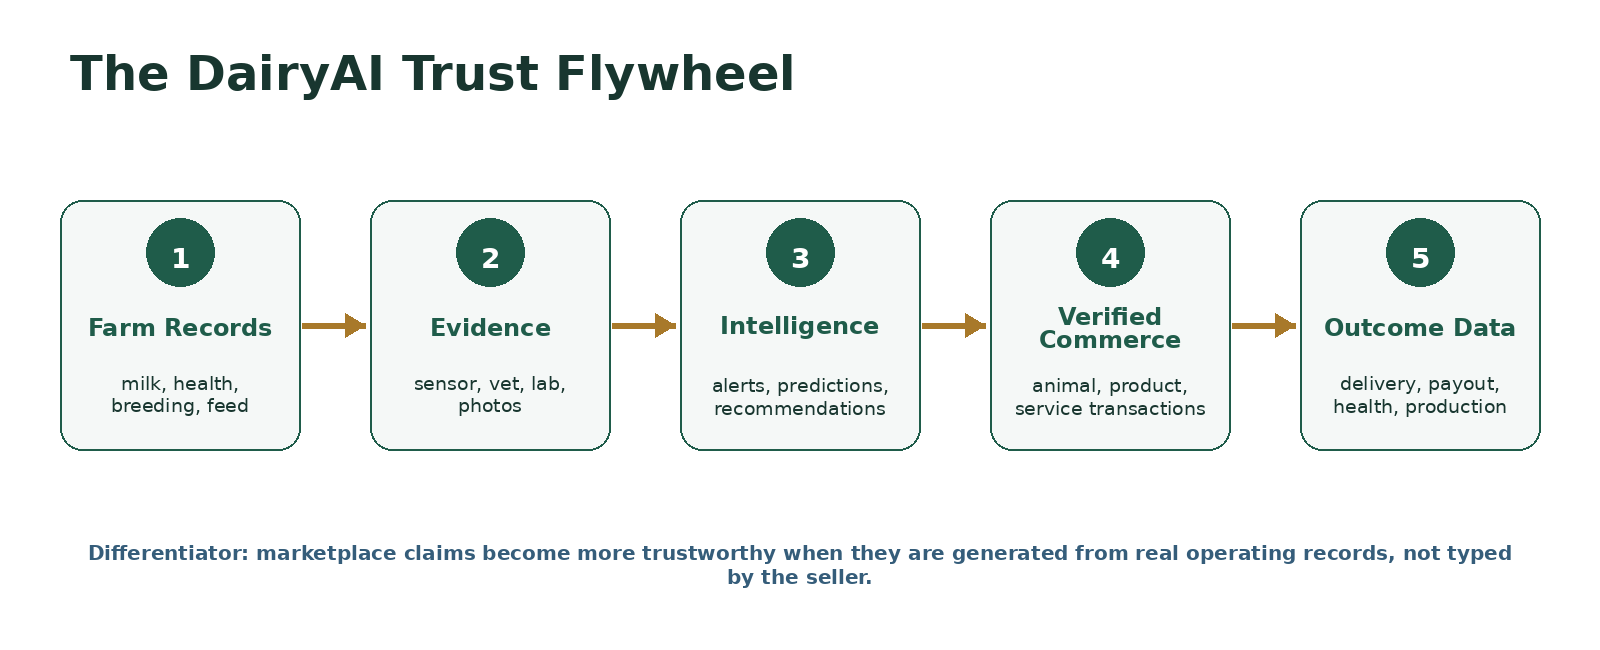 The DairyAI Trust Flywheel
1
Farm Records
milk, health,
breeding, feed
2
Evidence
sensor, vet, lab,
photos
3
Intelligence
alerts, predictions,
recommendations
4
Verified
Commerce
animal, product,
service transactions
5
Outcome Data
delivery, payout,
health, production
Differentiator: marketplace claims become more trustworthy when they are generated from real operating records, not typed
by the seller.